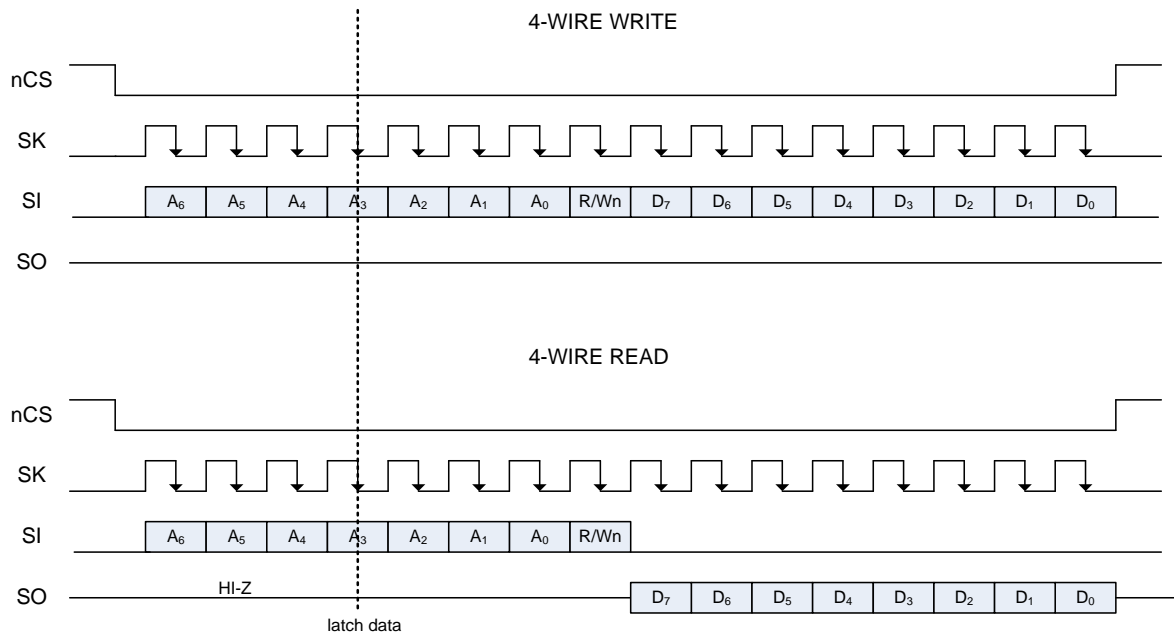 4-WIRE WRITE
nCS
SK
SI A₆ A₅ A₄ A₃ A₂ A₁ A₀ R/Wn D₇ D₆ D₅ D₄ D₃ D₂ D₁ D₀
SO
4-WIRE READ
nCS
SK
SI A₆ A₅ A₄ A₃ A₂ A₁ A₀ R/Wn
SO HI-Z D₇ D₆ D₅ D₄ D₃ D₂ D₁ D₀
latch data